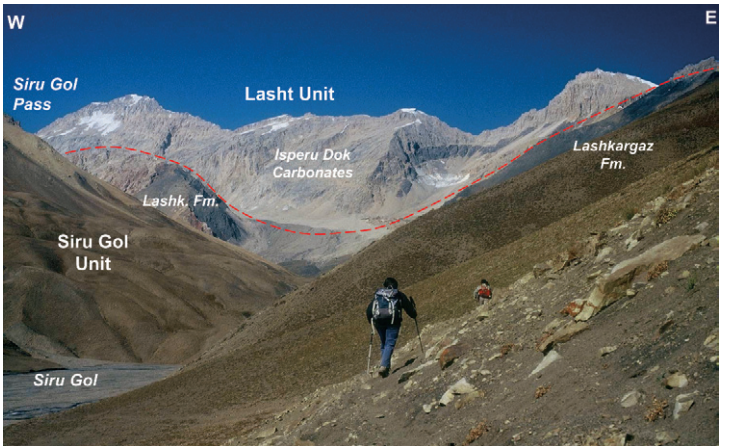 W
E
Siru Gol
Pass
Lasht Unit
Isperu Dok
Carbonates
Lashkargaz
Fm.
Lashk. Fm.
Siru Gol
Unit
Siru Gol